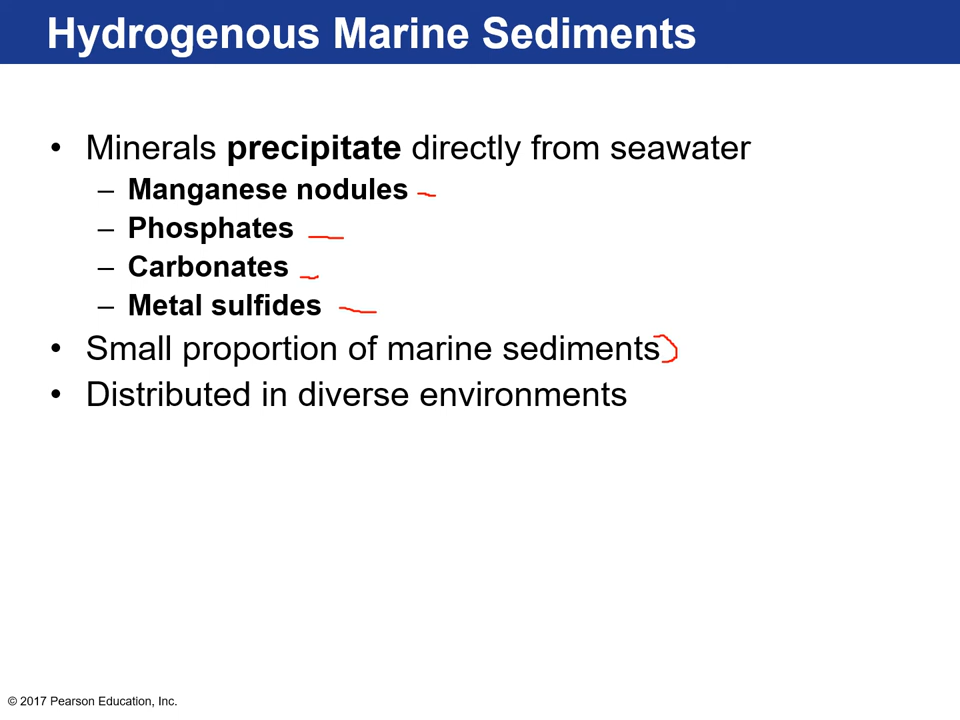 Hydrogenous Marine Sediments
• Minerals precipitate directly from seawater
– Manganese nodules
– Phosphates
– Carbonates
– Metal sulfides
• Small proportion of marine sediments
• Distributed in diverse environments
© 2017 Pearson Education, Inc.